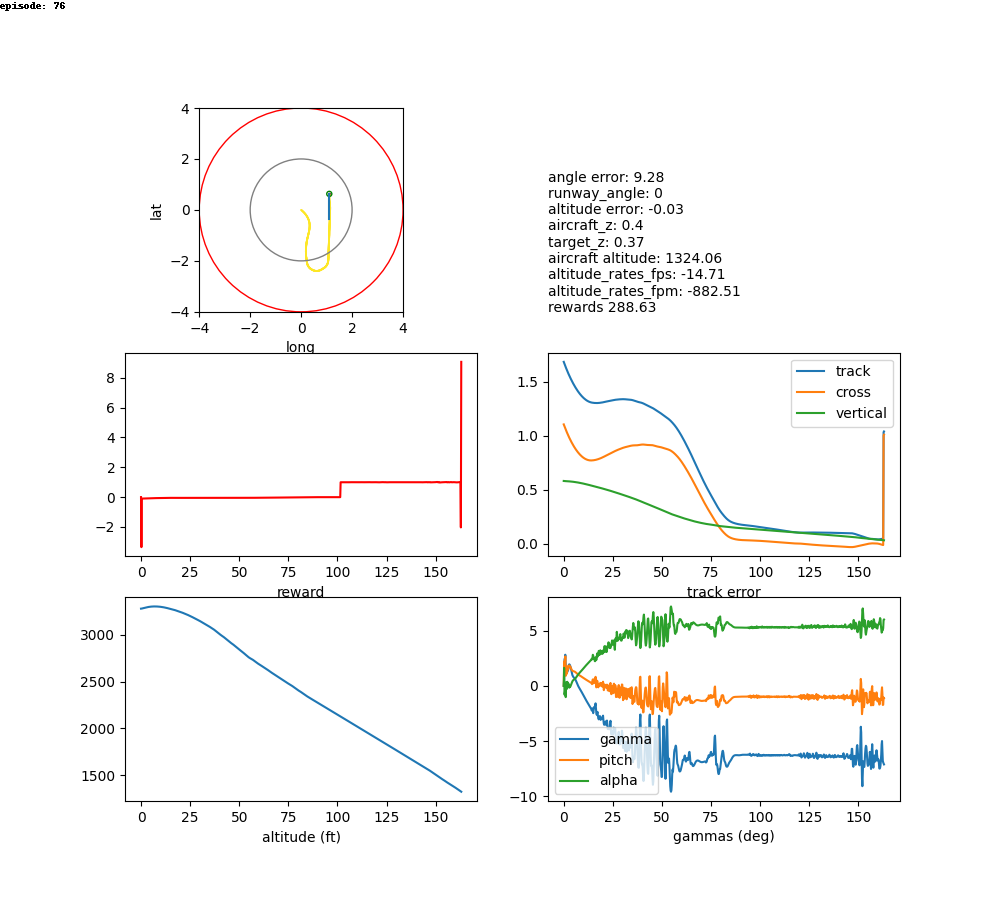 episode: 76
4
2
0
−2
−4
lat
−4 −2 0 2 4
long
angle error: 9.28
runway_angle: 0
altitude error: -0.03
aircraft_z: 0.4
target_z: 0.37
aircraft altitude: 1324.06
altitude_rates_fps: -14.71
altitude_rates_fpm: -882.51
rewards 288.63
8
6
4
2
0
−2
0 25 50 75 100 125 150
reward
1.5
1.0
0.5
0.0
track
cross
vertical
0 25 50 75 100 125 150
track error
3000
2500
2000
1500
0 25 50 75 100 125 150
altitude (ft)
5
0
−5
−10
gamma
pitch
alpha
0 25 50 75 100 125 150
gammas (deg)